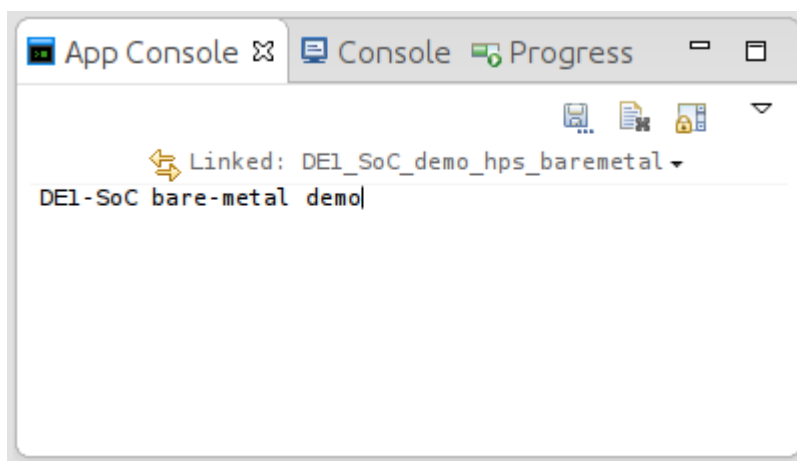 App Console Console Progress
Linked: DE1_SoC_demo_hps_baremetal
DE1-SoC bare-metal demo